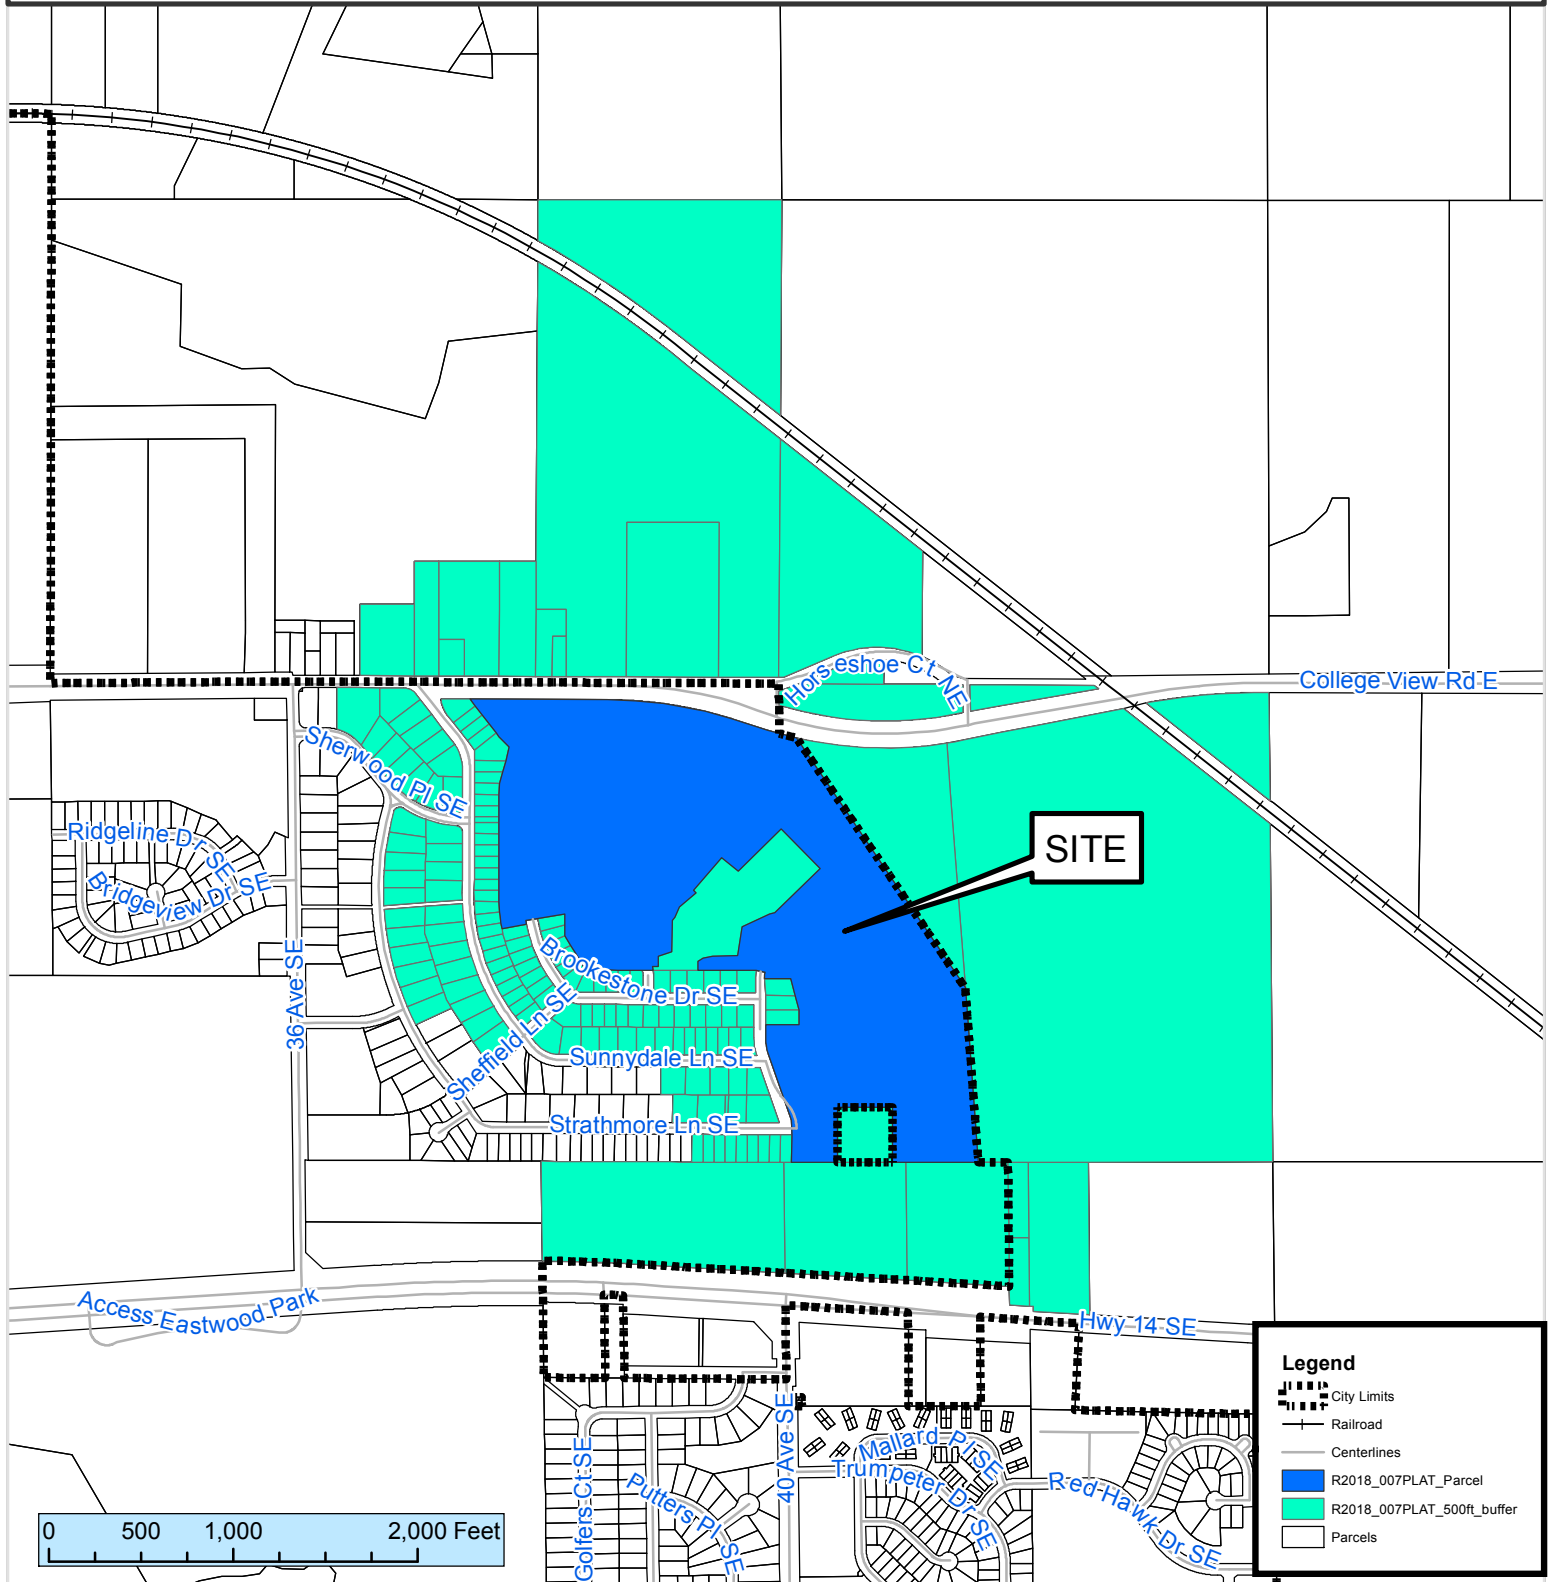 Horseshoe Ct NE
College View Rd E
Sherwood Pl SE
SITE
Ridgeline Dr SE
Bridgeview Dr SE
36 Ave SE
Brookestone Dr SE
Sheffield Ln SE
Sunnydale Ln SE
Strathmore Ln SE
Access Eastwood Park
Hwy 14 SE
40 Ave SE
Golfers Ct SE
Putters Pl SE
Mallard Pl SE
Trumpeter Dr SE
Red Hawk Dr SE
0 500 1,000 2,000 Feet
Legend
City Limits
Railroad
Centerlines
R2018_007PLAT_Parcel
R2018_007PLAT_500ft_buffer
Parcels